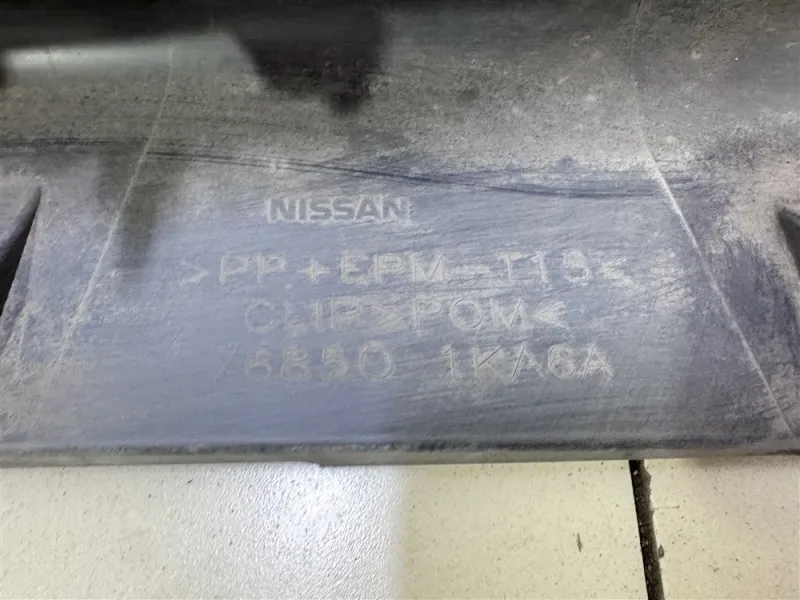 NISSAN
>PP+EPM-T15<
CLIP>POM<
76850 1KA6A